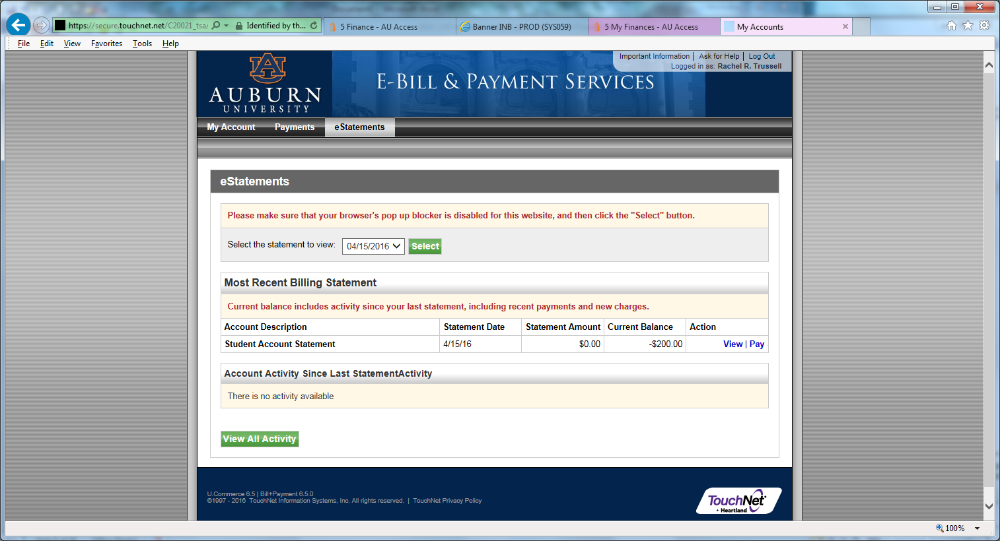 https://secure.touchnet.net/C20021_tsa/
Identified by th...
5 Finance - AU Access
Banner INB - PROD (SYS059)
5 My Finances - AU Access
My Accounts
File Edit View Favorites Tools Help
AUBURN
UNIVERSITY
E-BILL & PAYMENT SERVICES
Important Information | Ask for Help | Log Out
Logged in as: Rachel R. Trussell
My Account Payments eStatements
eStatements
Please make sure that your browser's pop up blocker is disabled for this website, and then click the "Select" button.
Select the statement to view: 04/15/2016 Select
Most Recent Billing Statement
Current balance includes activity since your last statement, including recent payments and new charges.
Account Description Statement Date Statement Amount Current Balance Action
Student Account Statement 4/15/16 $0.00 -$200.00 View | Pay
Account Activity Since Last StatementActivity
There is no activity available
View All Activity
U.Commerce 6.5 | Bill+Payment 6.5.0
©1997 - 2016 TouchNet Information Systems, Inc. All rights reserved. | TouchNet Privacy Policy
TouchNet
+ Heartland
100%